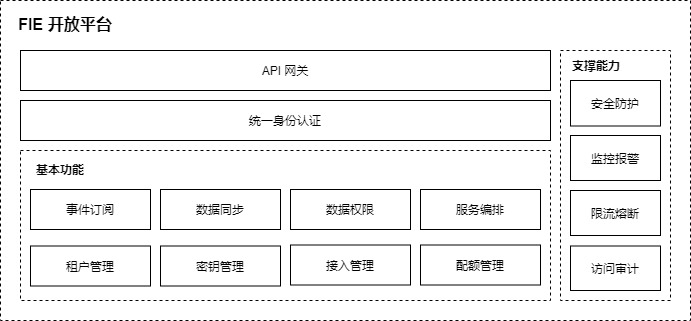 FIE 开放平台
API 网关
统一身份认证
基本功能
事件订阅
数据同步
数据权限
服务编排
租户管理
密钥管理
接入管理
配额管理
支撑能力
安全防护
监控报警
限流熔断
访问审计